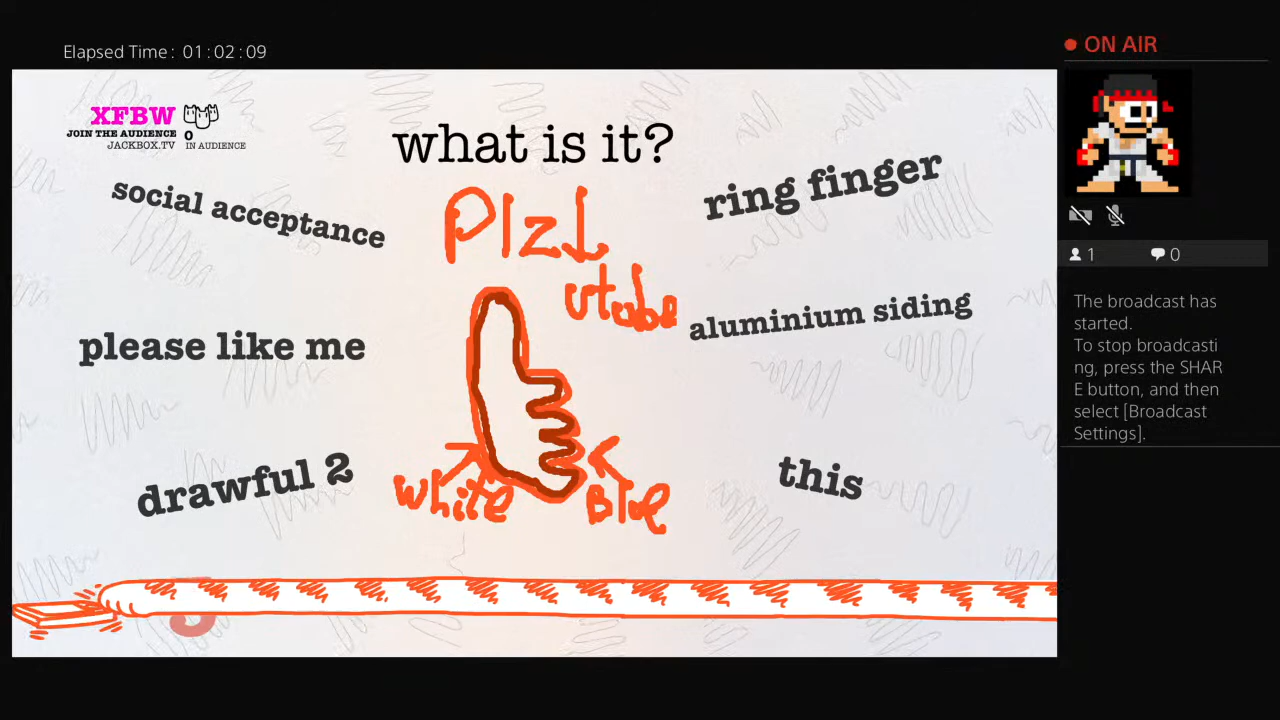 Elapsed Time: 01:02:09
ON AIR
XFBW
JOIN THE AUDIENCE
JACKBOX.TV
0
IN AUDIENCE
what is it?
social acceptance
ring finger
Plz
utobe
please like me
aluminium siding
drawful 2
this
white
Blue
1
0
The broadcast has
started.
To stop broadcasti
ng, press the SHAR
E button, and then
select [Broadcast
Settings].